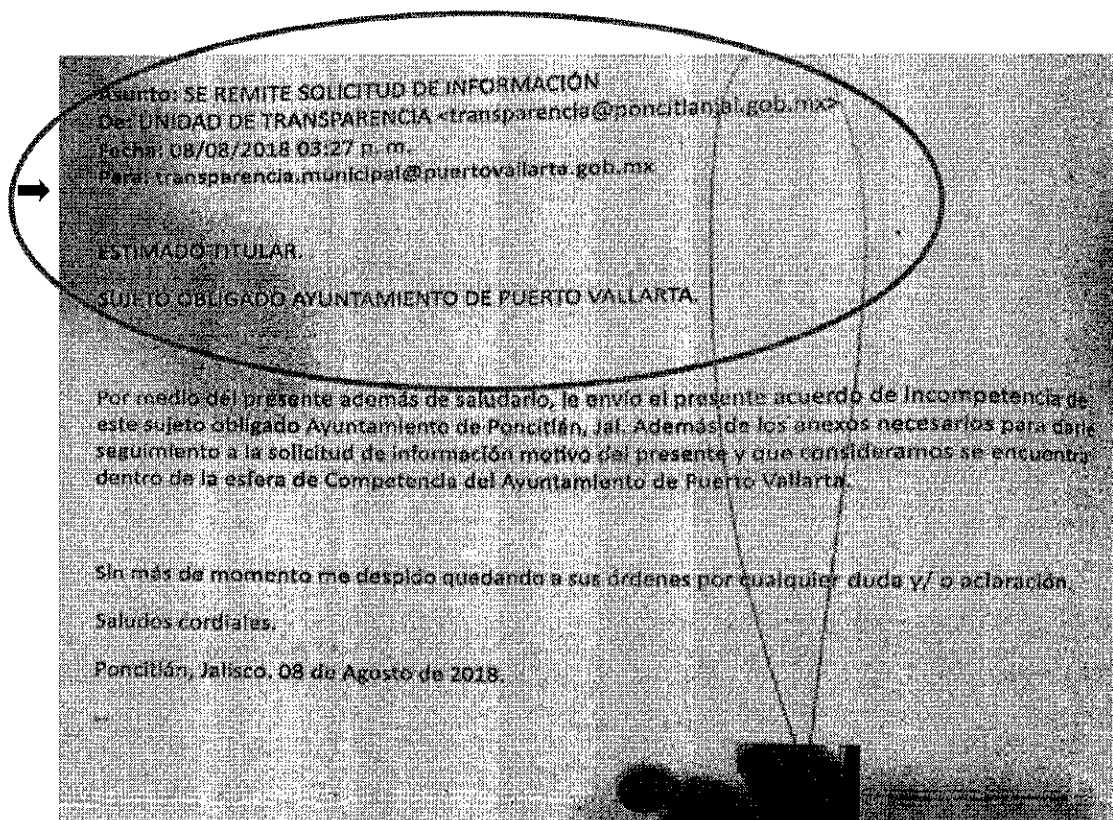 Asunto: SE REMITE SOLICITUD DE INFORMACIÓN
De: UNIDAD DE TRANSPARENCIA <transparencia@poncitlanjal.gob.mx>
Fecha: 08/08/2018 03:27 p. m.
Para: transparencia.municipal@puertovallarta.gob.mx
ESTIMADO TITULAR.
SUJETO OBLIGADO AYUNTAMIENTO DE PUERTO VALLARTA.
Por medio del presente además de saludarlo, le envío el presente acuerdo de Incompetencia de
este sujeto obligado Ayuntamiento de Poncitlán, Jal. Además de los anexos necesarios para darle
seguimiento a la solicitud de información motivo del presente y que consideramos se encuentra
dentro de la esfera de Competencia del Ayuntamiento de Puerto Vallarta.
Sin más de momento me despido quedando a sus órdenes por cualquier duda y/ o aclaración.
Saludos cordiales.
Poncitlán, Jalisco. 08 de Agosto de 2018.
--